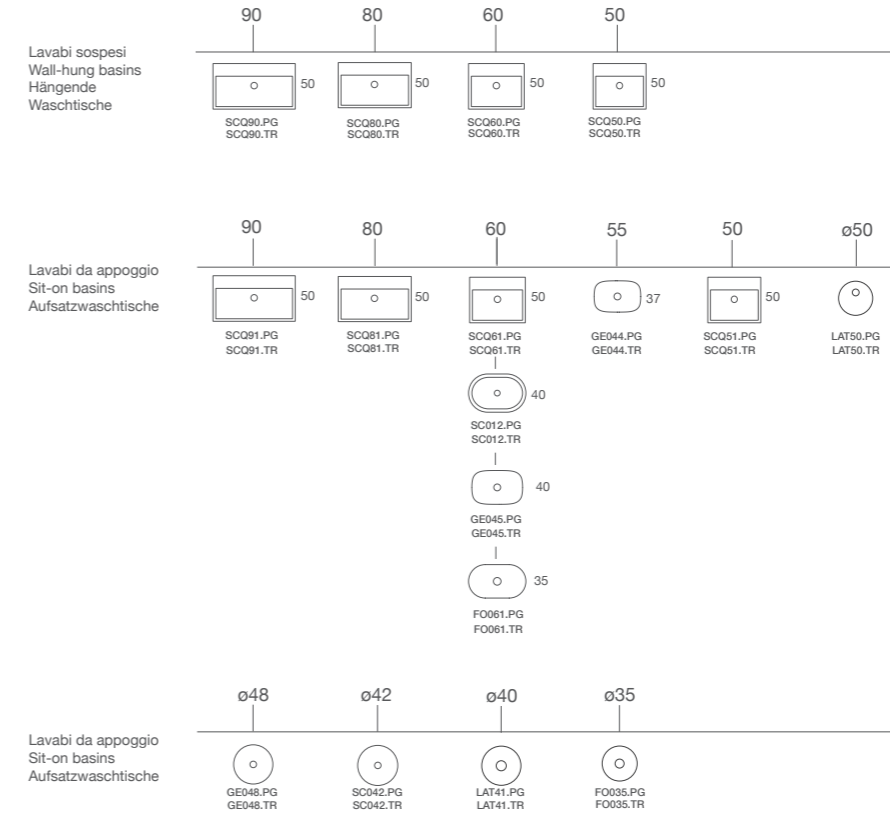 90 80 60 50
Lavabi sospesi
Wall-hung basins
Hängende
Waschtische
50 50 50 50
SCQ90.PG SCQ80.PG SCQ60.PG SCQ50.PG
SCQ90.TR SCQ80.TR SCQ60.TR SCQ50.TR
90 80 60 55 50 ø50
Lavabi da appoggio
Sit-on basins
Aufsatzwaschtische
50 50 50 37 50
SCQ91.PG SCQ81.PG SCQ61.PG GE044.PG SCQ51.PG LAT50.PG
SCQ91.TR SCQ81.TR SCQ61.TR GE044.TR SCQ51.TR LAT50.TR
40
SC012.PG
SC012.TR
40
GE045.PG
GE045.TR
35
FO061.PG
FO061.TR
ø48 ø42 ø40 ø35
Lavabi da appoggio
Sit-on basins
Aufsatzwaschtische
GE048.PG SC042.PG LAT41.PG FO035.PG
GE048.TR SC042.TR LAT41.TR FO035.TR